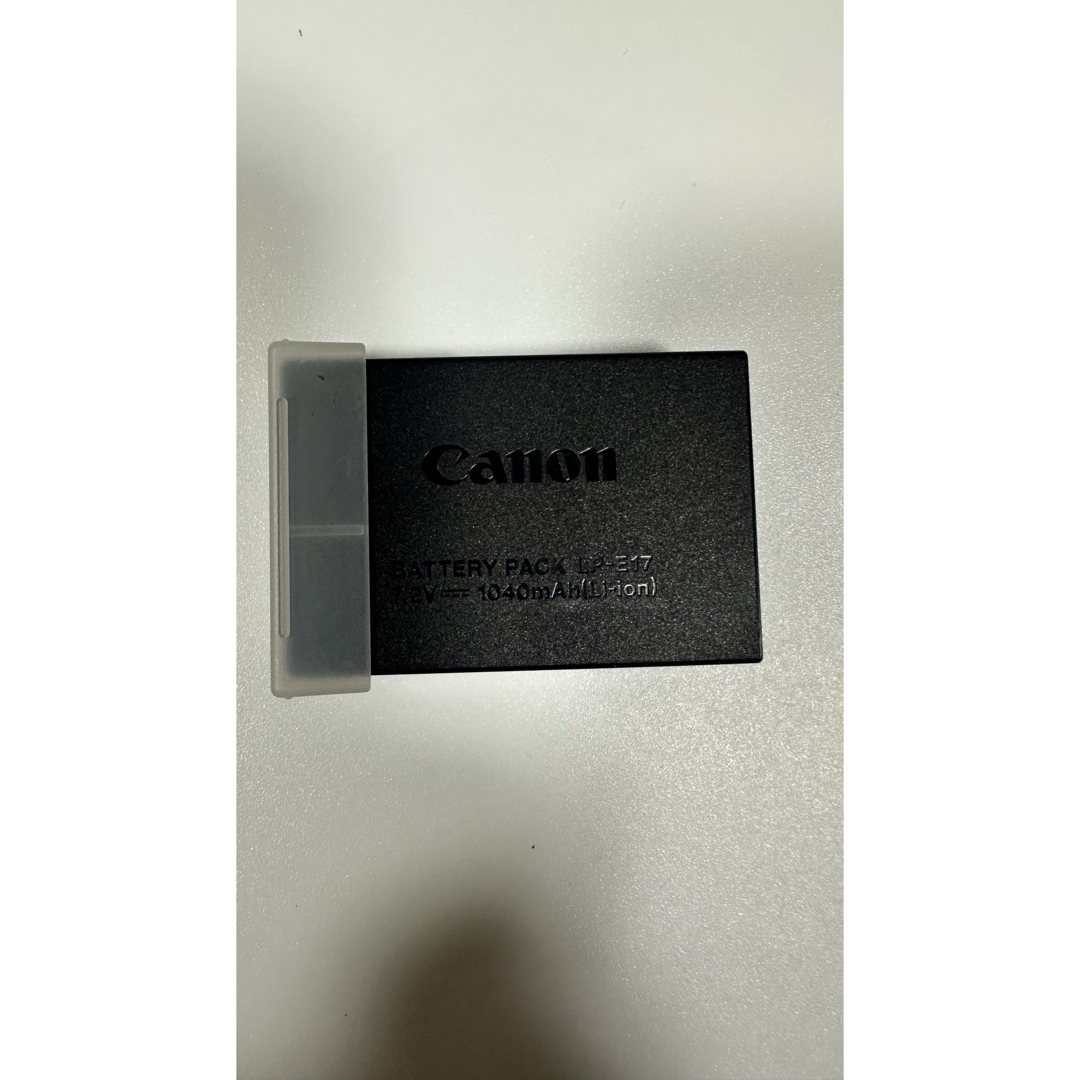 Canon
BATTERY PACK LP-E17
7.2V⎓ 1040mAh(Li-ion)